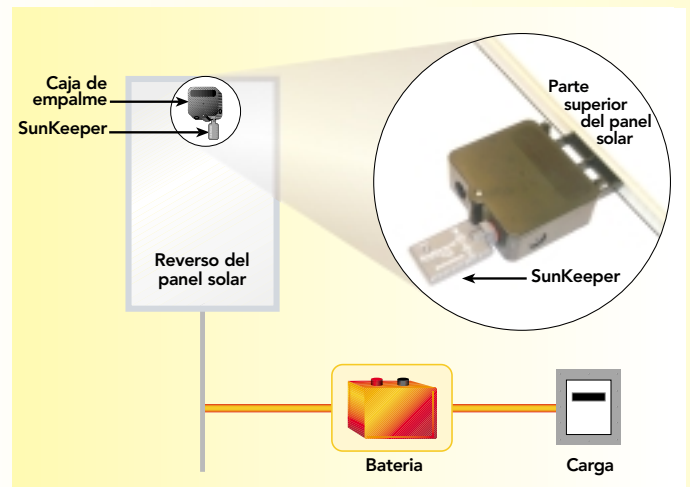 Caja de
empalme
SunKeeper
Reverso del
panel solar
Parte
superior
del panel
solar
SunKeeper
Bateria
Carga